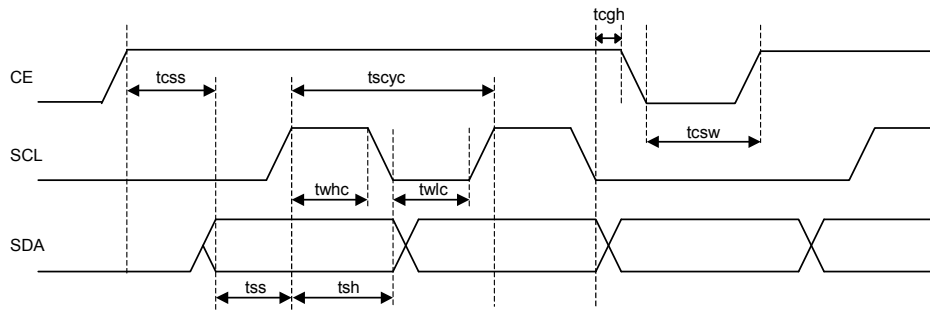 tcgh
CE
tcss
tscyc
tcsw
SCL
twhc
twlc
SDA
tss
tsh